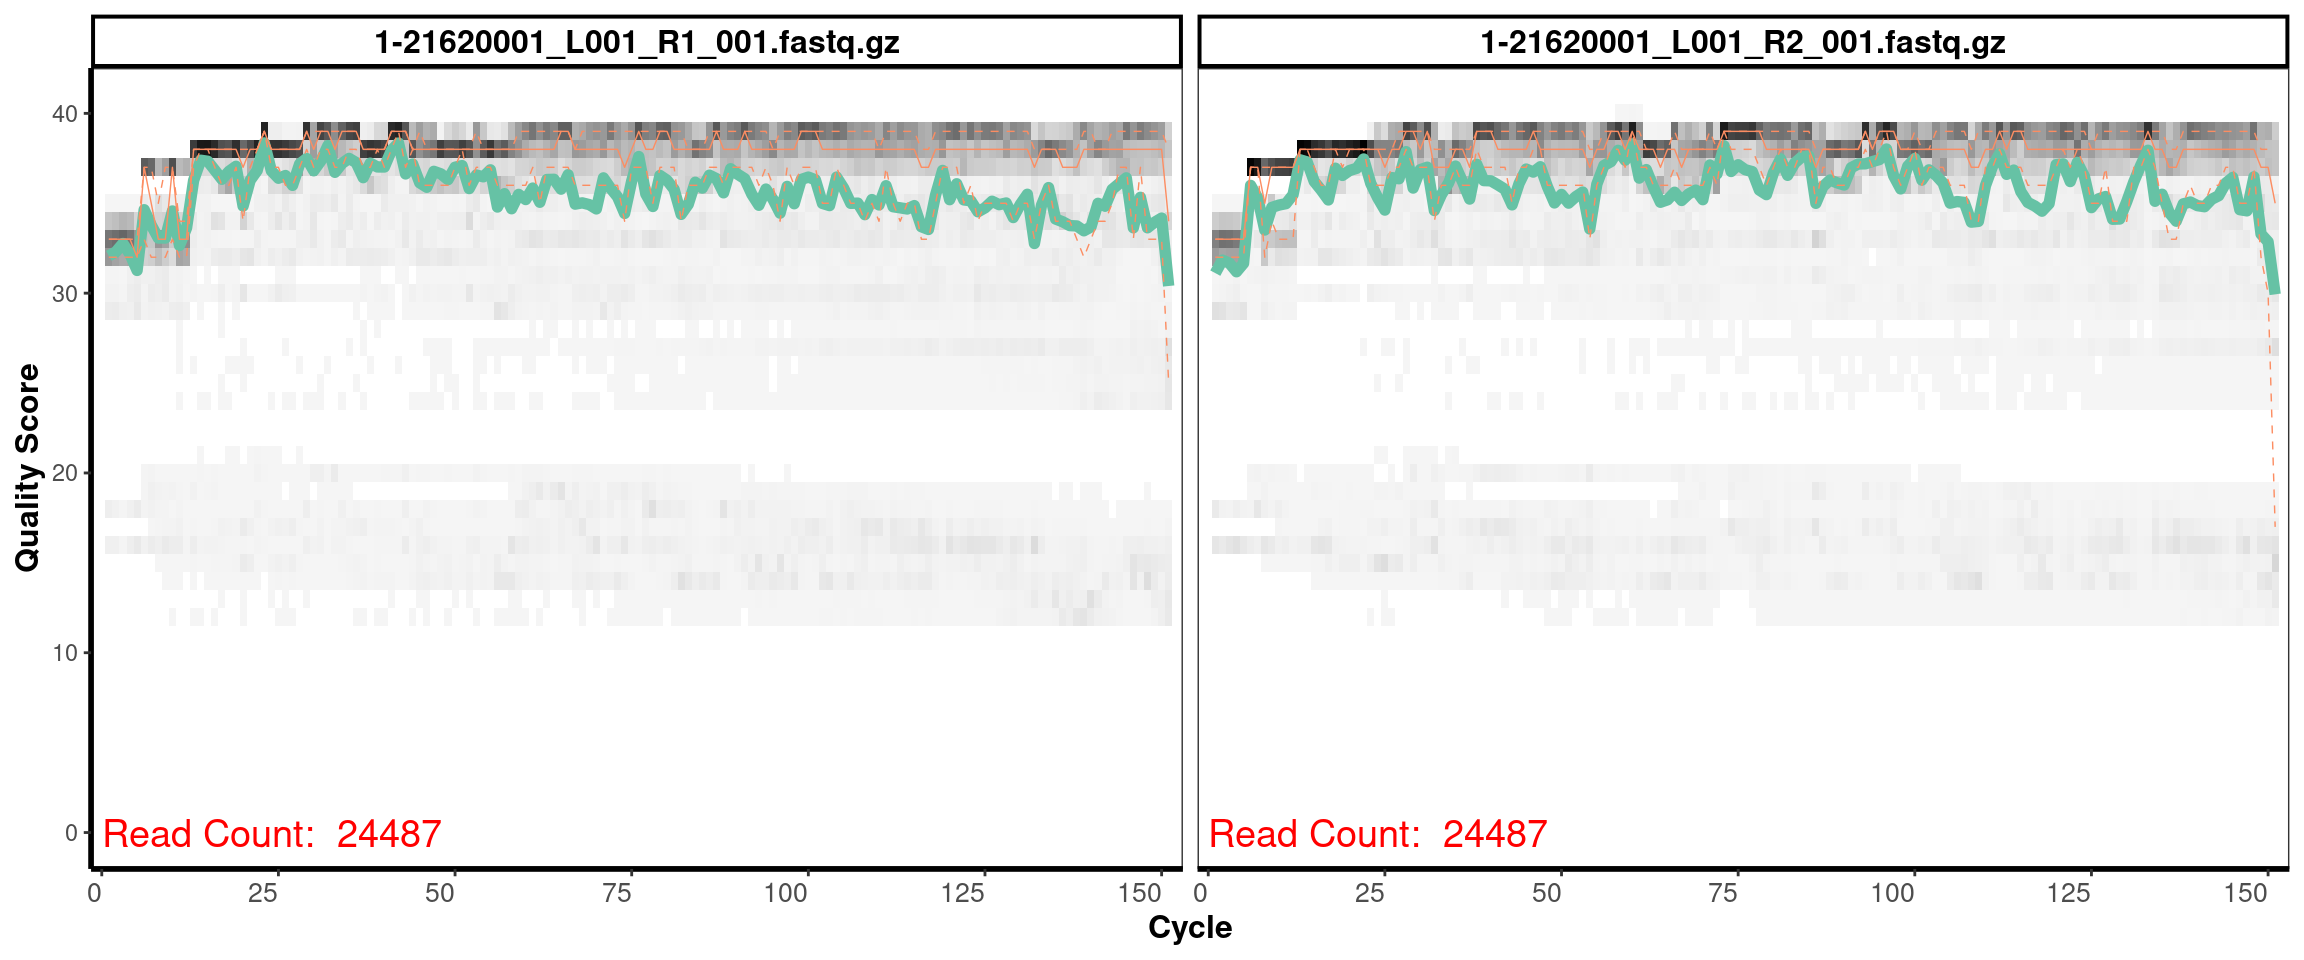 1-21620001_L001_R1_001.fastq.gz
1-21620001_L001_R2_001.fastq.gz
Quality Score
40
30
20
10
0
Read Count: 24487
Read Count: 24487
0 25 50 75 100 125 150
0 25 50 75 100 125 150
Cycle